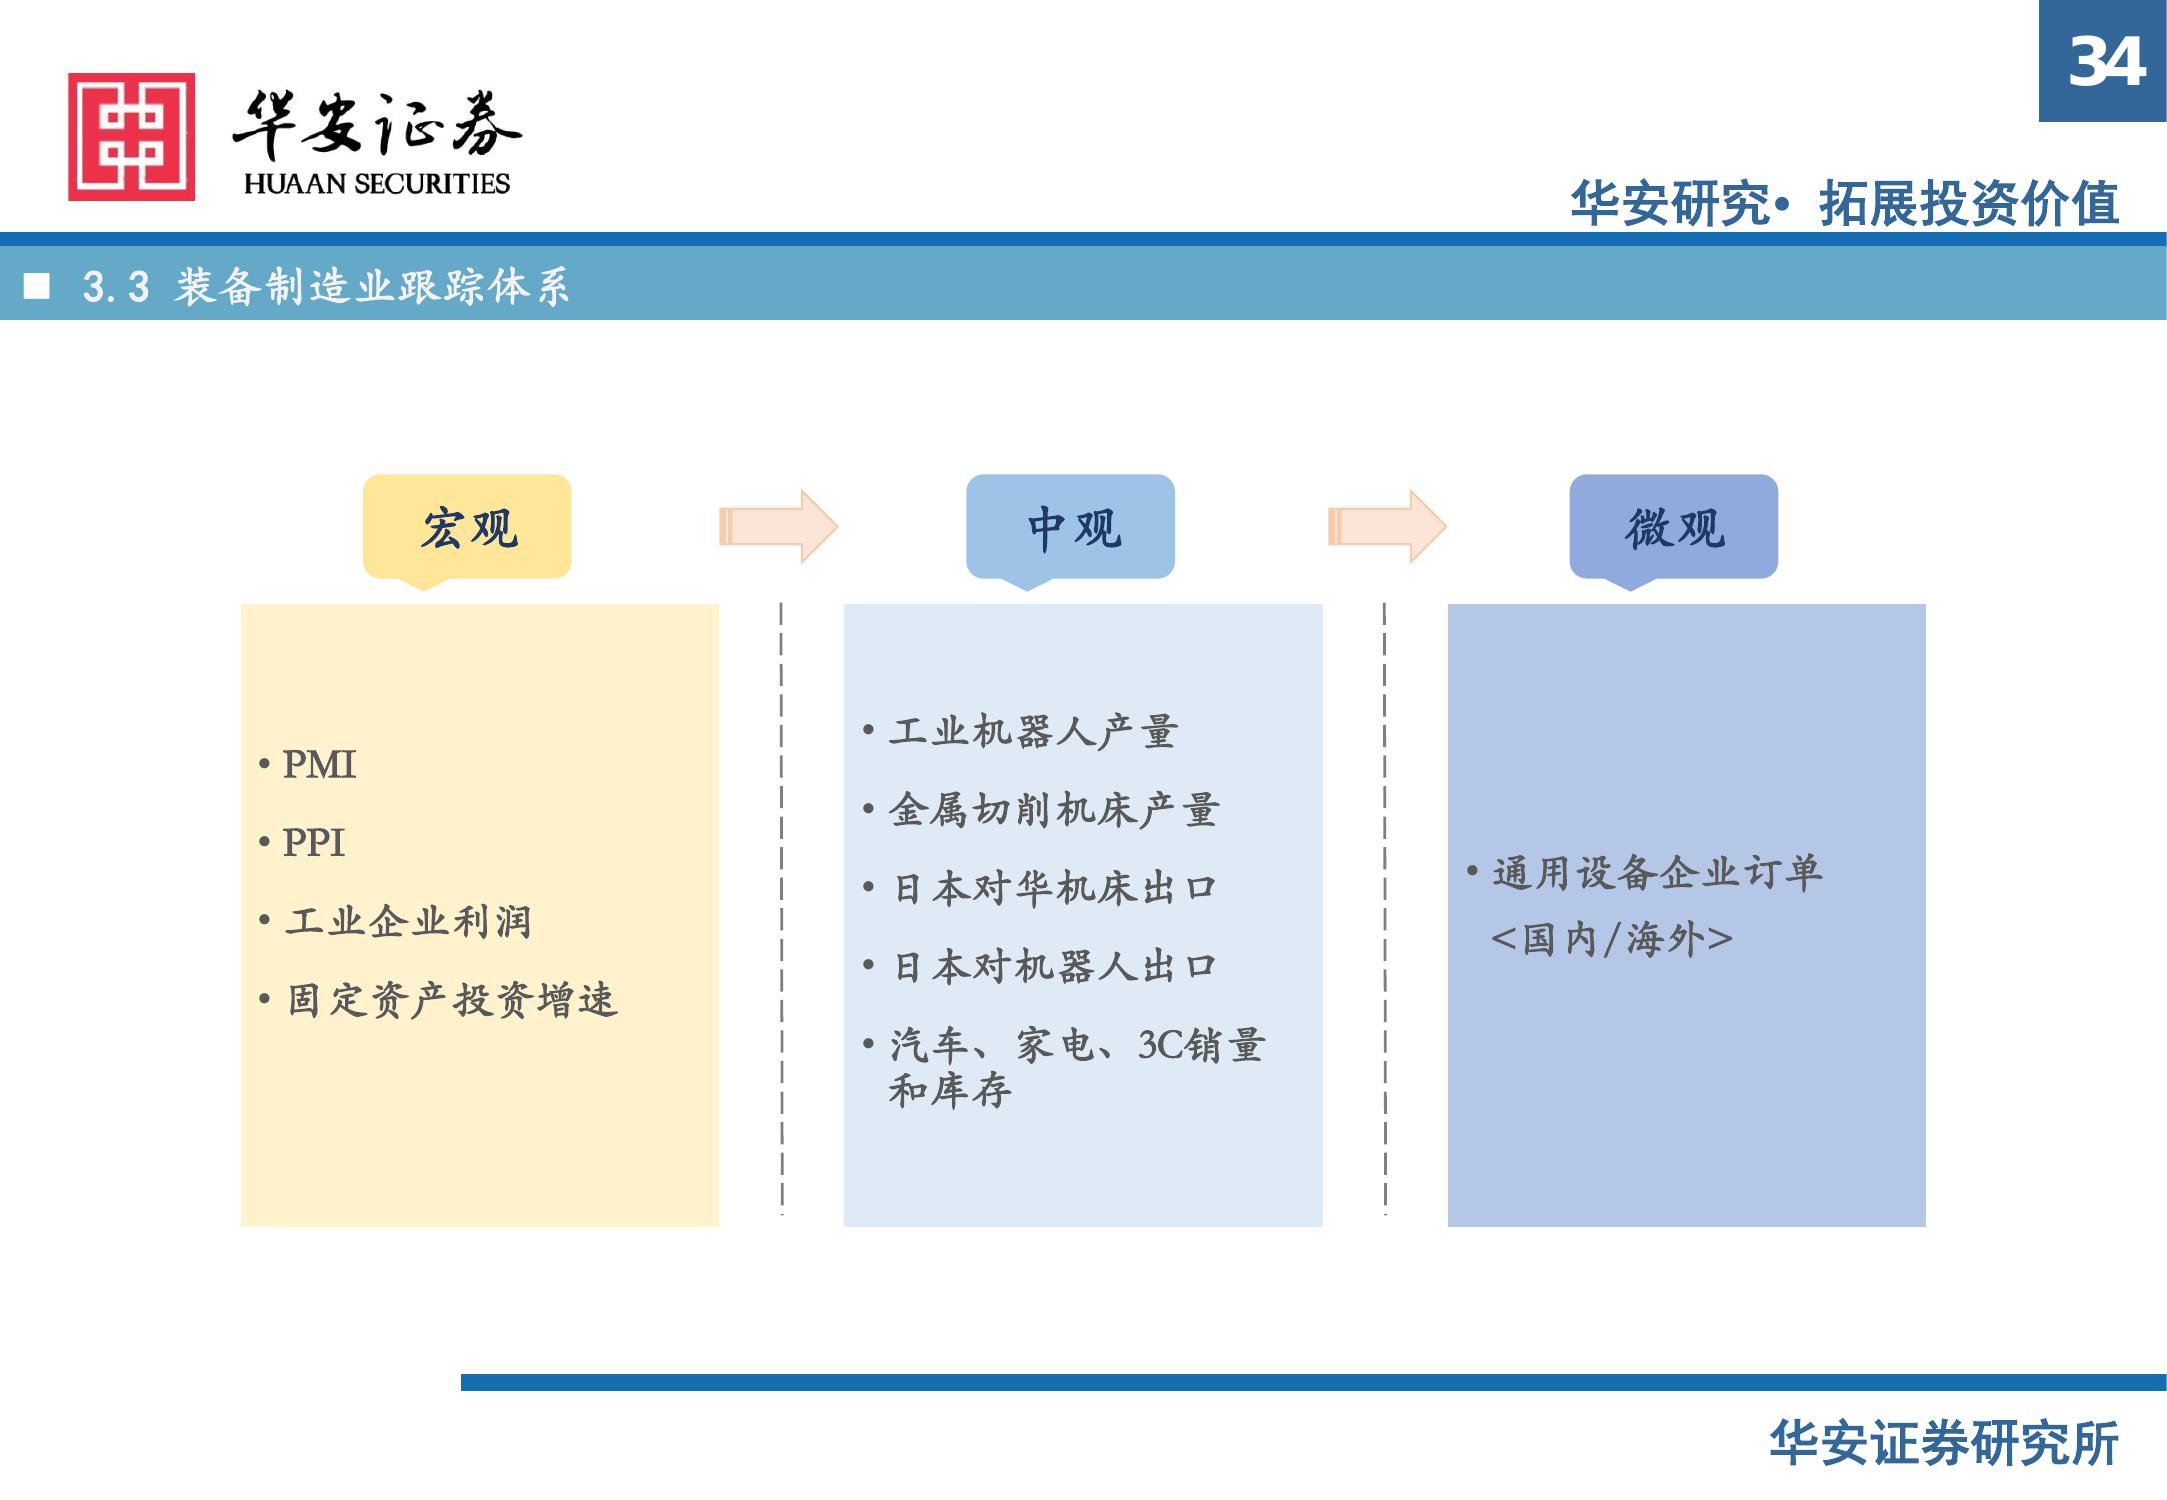 34
华安证券
HUAAN SECURITIES
华安研究• 拓展投资价值
3.3 装备制造业跟踪体系
宏观
中观
微观
• PMI
• PPI
• 工业企业利润
• 固定资产投资增速
• 工业机器人产量
• 金属切削机床产量
• 日本对华机床出口
• 日本对机器人出口
• 汽车、家电、3C销量
和库存
• 通用设备企业订单
<国内/海外>
华安证券研究所